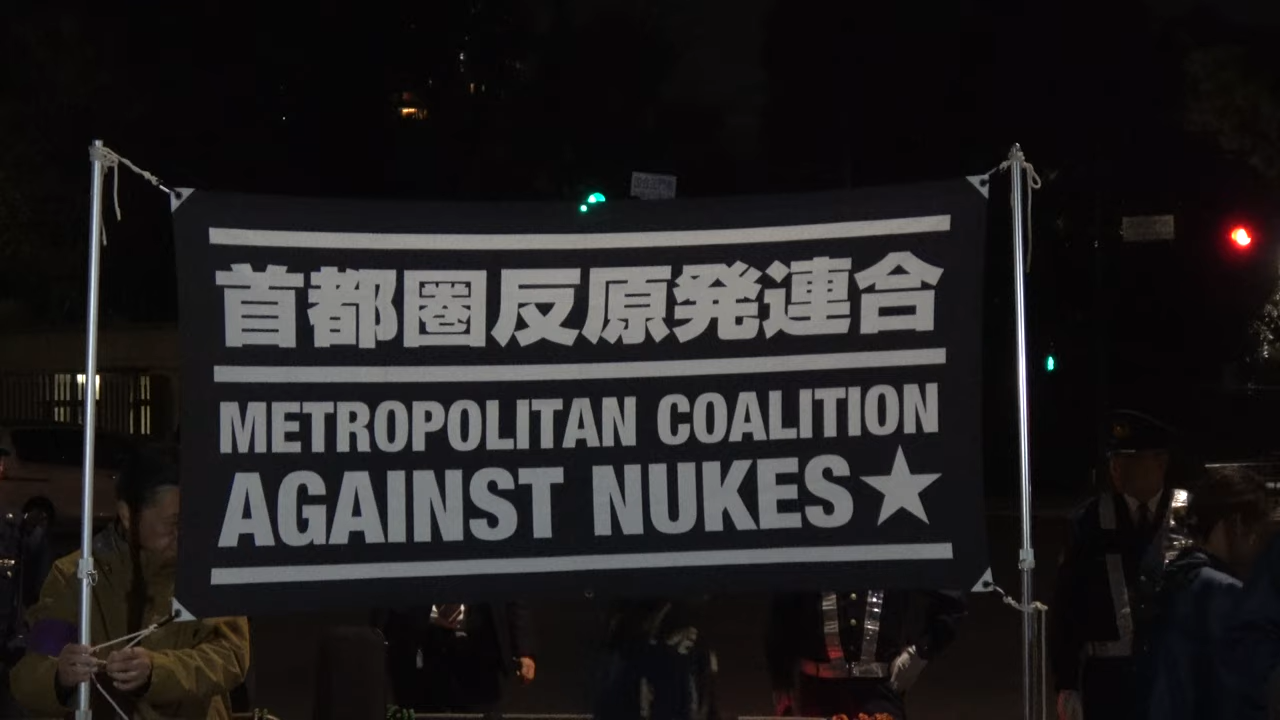 首都圏反原発連合
METROPOLITAN COALITION
AGAINST NUKES★